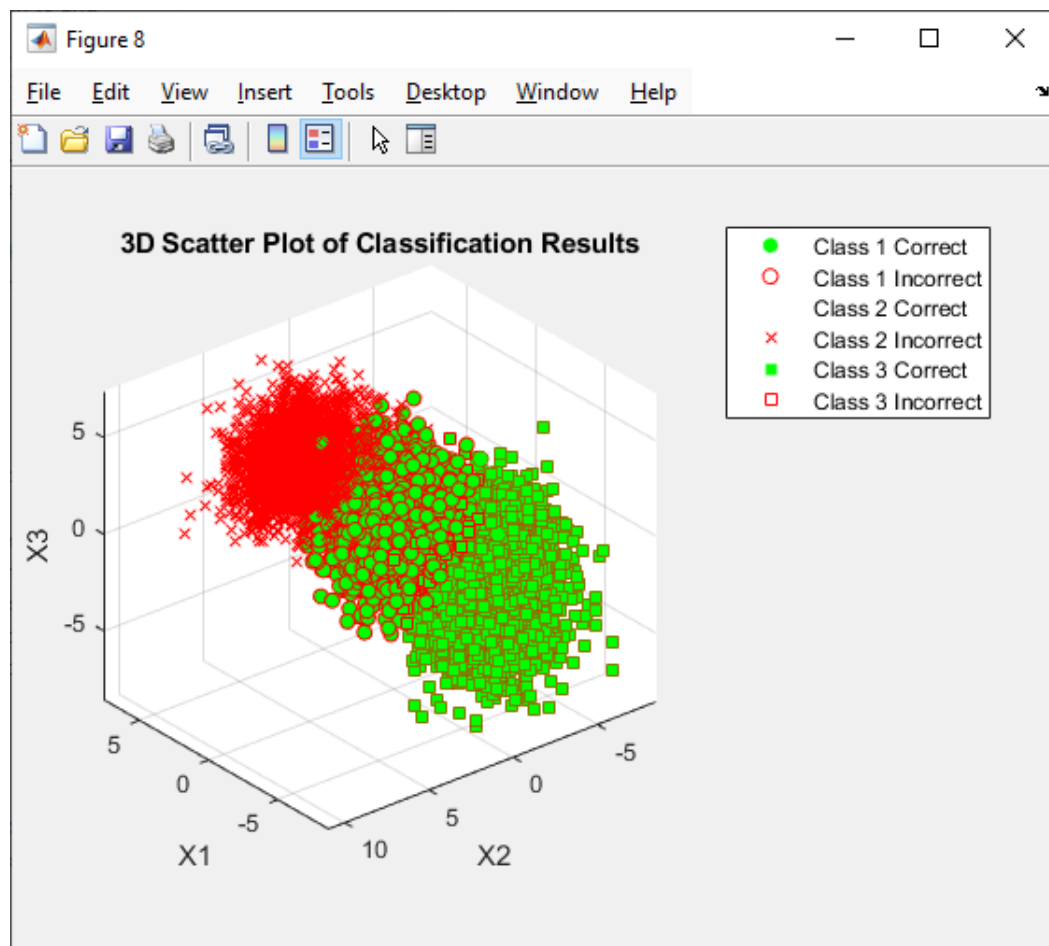 Figure 8
File Edit View Insert Tools Desktop Window Help
3D Scatter Plot of Classification Results
Class 1 Correct
Class 1 Incorrect
Class 2 Correct
Class 2 Incorrect
Class 3 Correct
Class 3 Incorrect
5
0
-5
X3
5
0
-5
X1
10
5
0
-5
X2